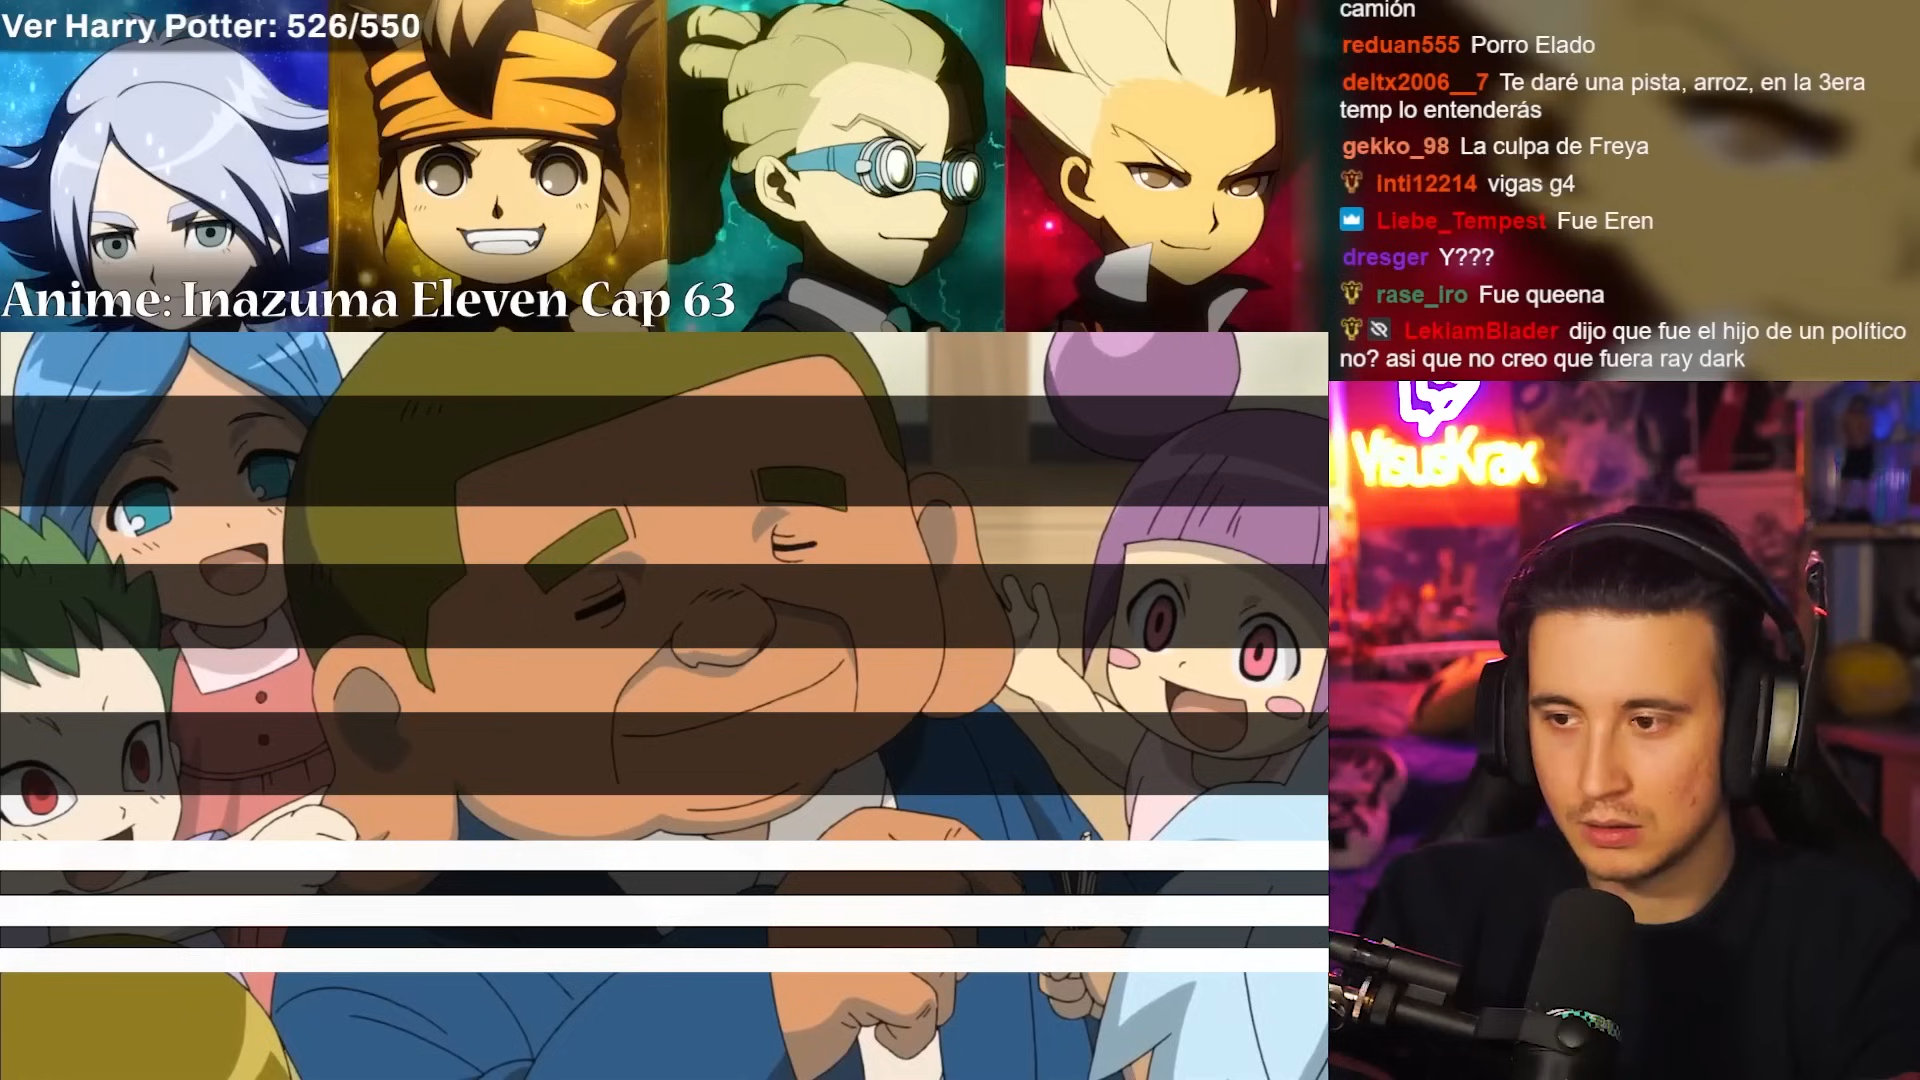 Ver Harry Potter: 526/550
Anime: Inazuma Eleven Cap 63
camión
reduan555 Porro Elado
deltx2006__7 Te daré una pista, arroz, en la 3era
temp lo entenderás
gekko_98 La culpa de Freya
inti12214 vigas g4
Liebe_Tempest Fue Eren
dresger Y???
rase_iro Fue queena
LekiamBlader dijo que fue el hijo de un político
no? asi que no creo que fuera ray dark
VisusKrax